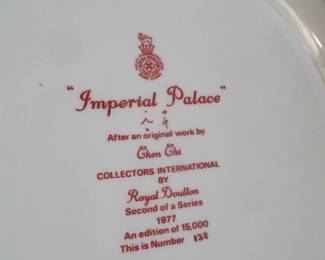 "Imperial Palace"
After an original work by
Chen Chi
COLLECTORS INTERNATIONAL
BY
Royal Doulton
Second of a Series
1977
An edition of 15,000
This is Number 138